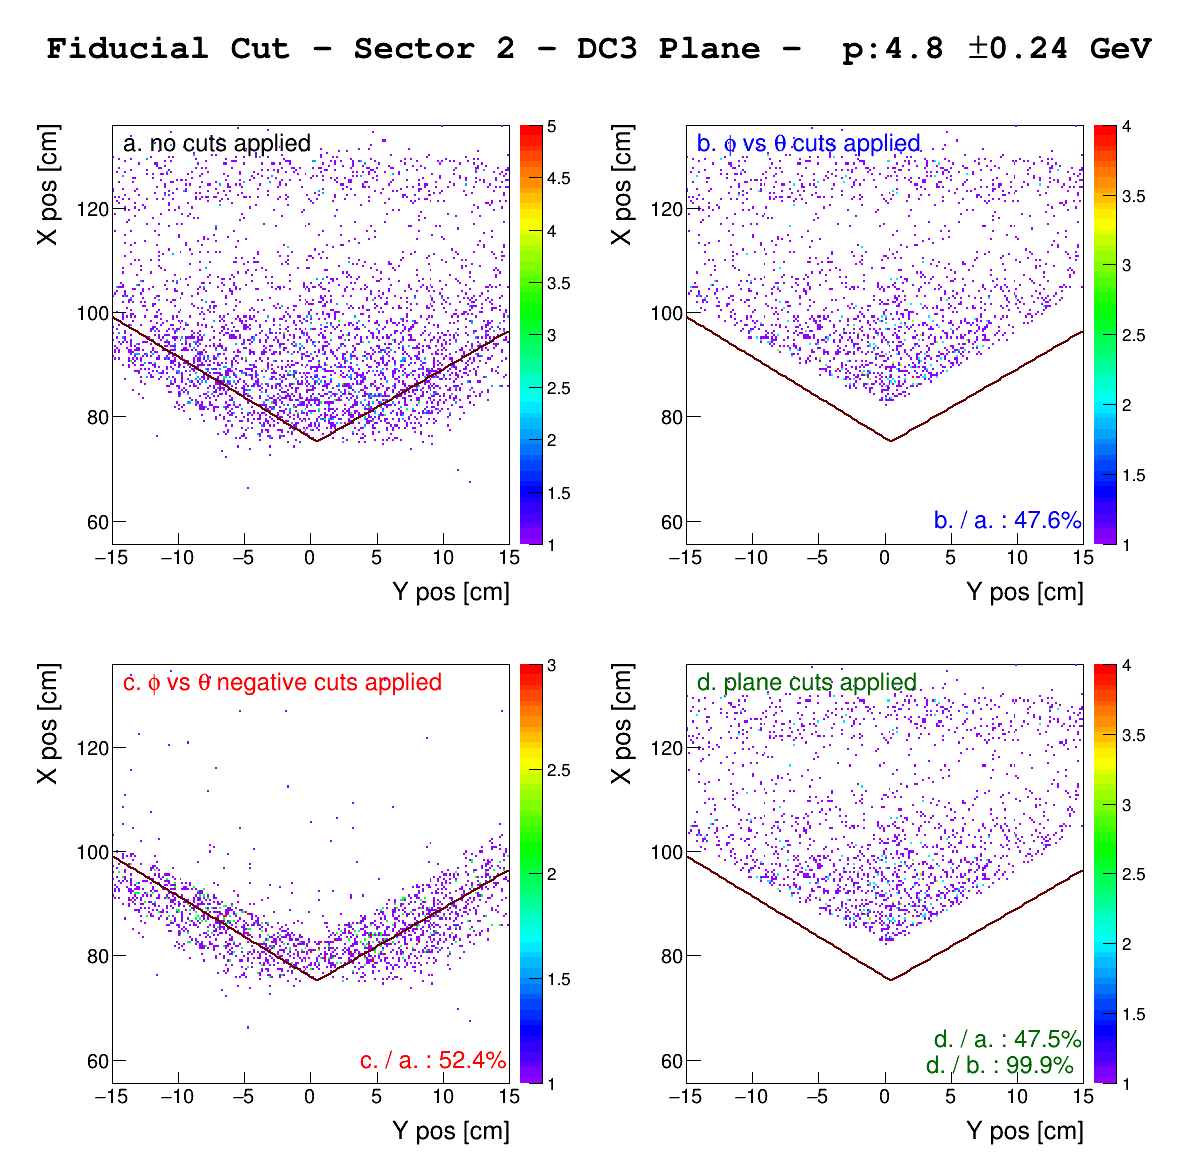 Fiducial Cut – Sector 2 – DC3 Plane – p:4.8 ±0.24 GeV
a. no cuts applied
X pos [cm]
120
100
80
60
−15 −10 −5 0 5 10 15
Y pos [cm]
5
4.5
4
3.5
3
2.5
2
1.5
1
b. ϕ vs θ cuts applied
X pos [cm]
120
100
80
60
b. / a. : 47.6%
−15 −10 −5 0 5 10 15
Y pos [cm]
4
3.5
3
2.5
2
1.5
1
c. ϕ vs θ negative cuts applied
X pos [cm]
120
100
80
60
c. / a. : 52.4%
−15 −10 −5 0 5 10 15
Y pos [cm]
3
2.5
2
1.5
1
d. plane cuts applied
X pos [cm]
120
100
80
60
d. / a. : 47.5%
d. / b. : 99.9%
−15 −10 −5 0 5 10 15
Y pos [cm]
4
3.5
3
2.5
2
1.5
1